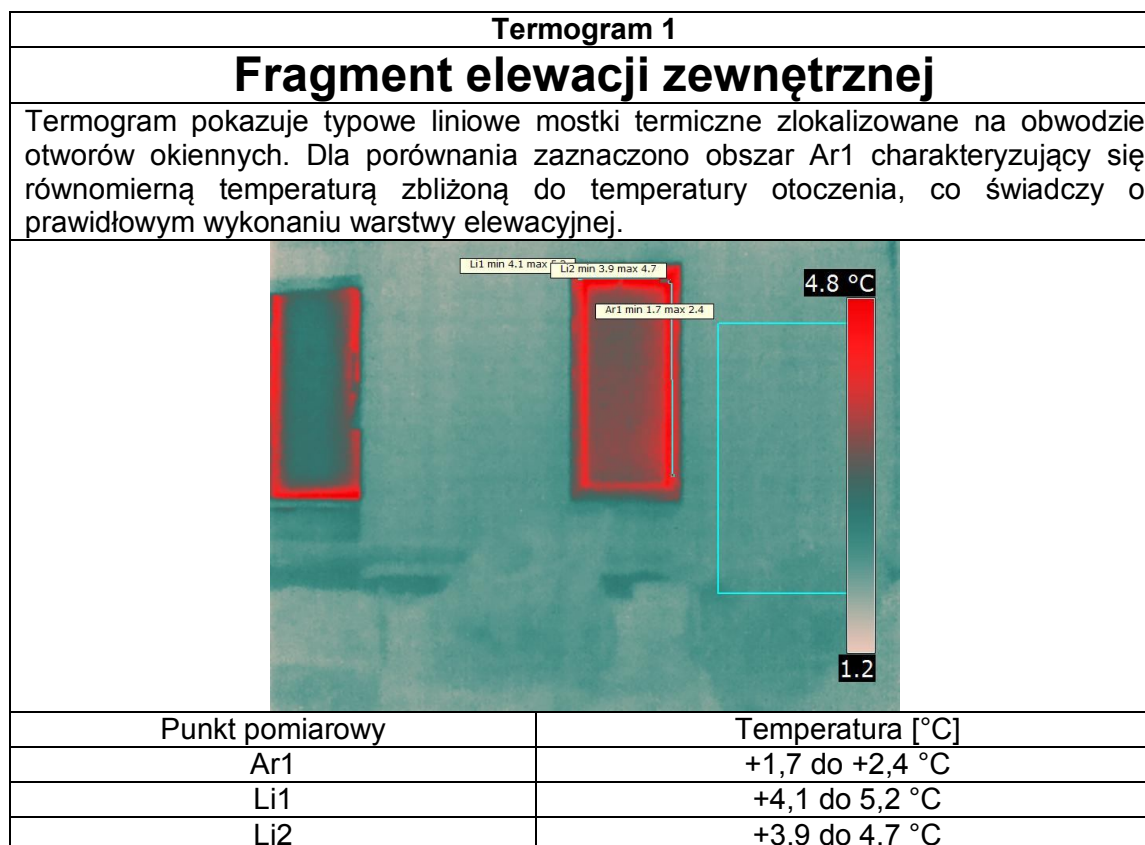 Termogram 1
Fragment elewacji zewnętrznej
Termogram pokazuje typowe liniowe mostki termiczne zlokalizowane na obwodzie
otworów okiennych. Dla porównania zaznaczono obszar Ar1 charakteryzujący się
równomierną temperaturą zbliżoną do temperatury otoczenia, co świadczy o
prawidłowym wykonaniu warstwy elewacyjnej.
Li1 min 4.1 max
Li2 min 3.9 max 4.7
4.8 °C
Ar1 min 1.7 max 2.4
1.2
Punkt pomiarowy Temperatura [°C]
Ar1 +1,7 do +2,4 °C
Li1 +4,1 do 5,2 °C
Li2 +3,9 do 4,7 °C